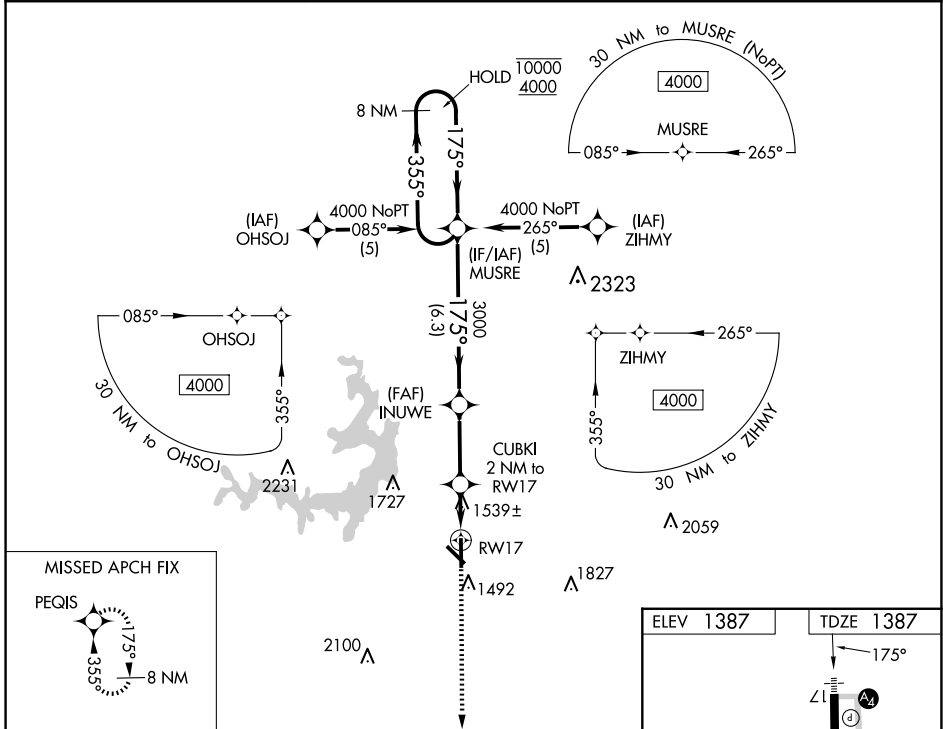 30 NM to MUSRE (NoPT)
4000
MUSRE
085°
265°
HOLD
10000
4000
8 NM
175°
355°
(IAF)
OHSOJ
4000 NoPT
085°
(5)
4000 NoPT
265°
(5)
(IAF)
ZIHMY
(IF/IAF)
MUSRE
2323
3000
175°
(6.3)
085°
OHSOJ
4000
355°
30 NM to OHSOJ
265°
ZIHMY
4000
355°
30 NM to ZIHMY
(FAF)
INUWE
CUBKI
2 NM to
RW17
2231
1727
1539±
2059
RW17
1492
1827
2100
MISSED APCH FIX
PEQIS
175°
355°
8 NM
ELEV 1387
TDZE 1387
175°
17
A4
P